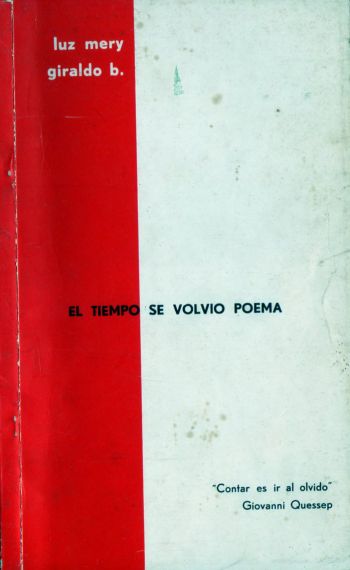 luz mery
giraldo b.
EL TIEMPO SE VOLVIO POEMA
"Contar es ir al olvido"
Giovanni Quessep